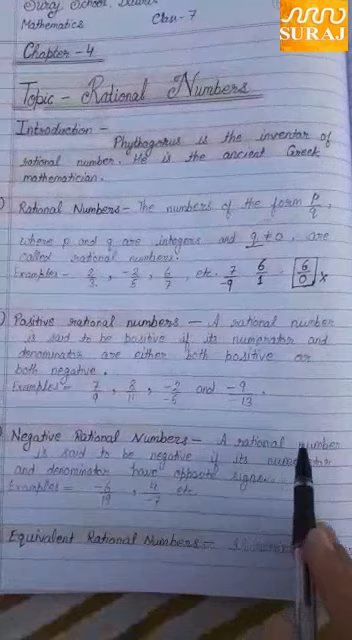 Suraj School,
Mathematics
Class-7
SURAJ
Chapter-4
Topic - Rational Numbers
Introduction -
Phythagorus is the inventor of
rational number. He is the ancient Greek
mathematician.
Rational Numbers - The numbers of the form p/q,
where p and q are integers and q ≠ 0, are
called rational numbers.
Examples - 2/3, -2/5, 6/7, etc. 7/-9 6/1 6/0 x
Positive rational numbers - A rational number
is said to be positive if its numerator and
denominator are either both positive or
both negative.
Examples = 7/9, 8/11, -2/-5 and -9/-13.
Negative Rational Numbers - A rational number
is said to be negative if its
and denominator have opposite signs.
Examples = -6/19, 4/-7 etc
Equivalent Rational Numbers =